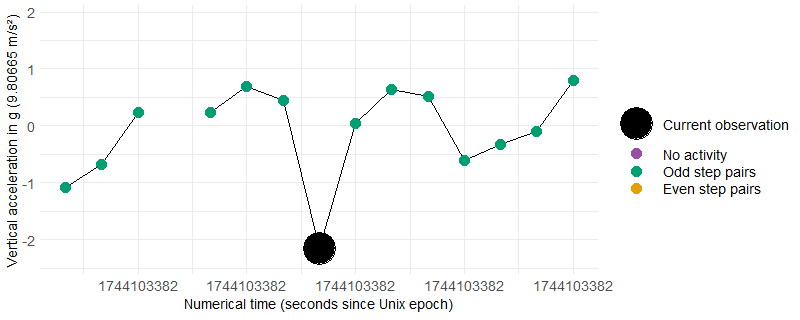 Vertical acceleration in g (9.80665 m/s²)
2
1
0
-1
-2
1744103382 1744103382 1744103382 1744103382 1744103382
Numerical time (seconds since Unix epoch)
Current observation
No activity
Odd step pairs
Even step pairs